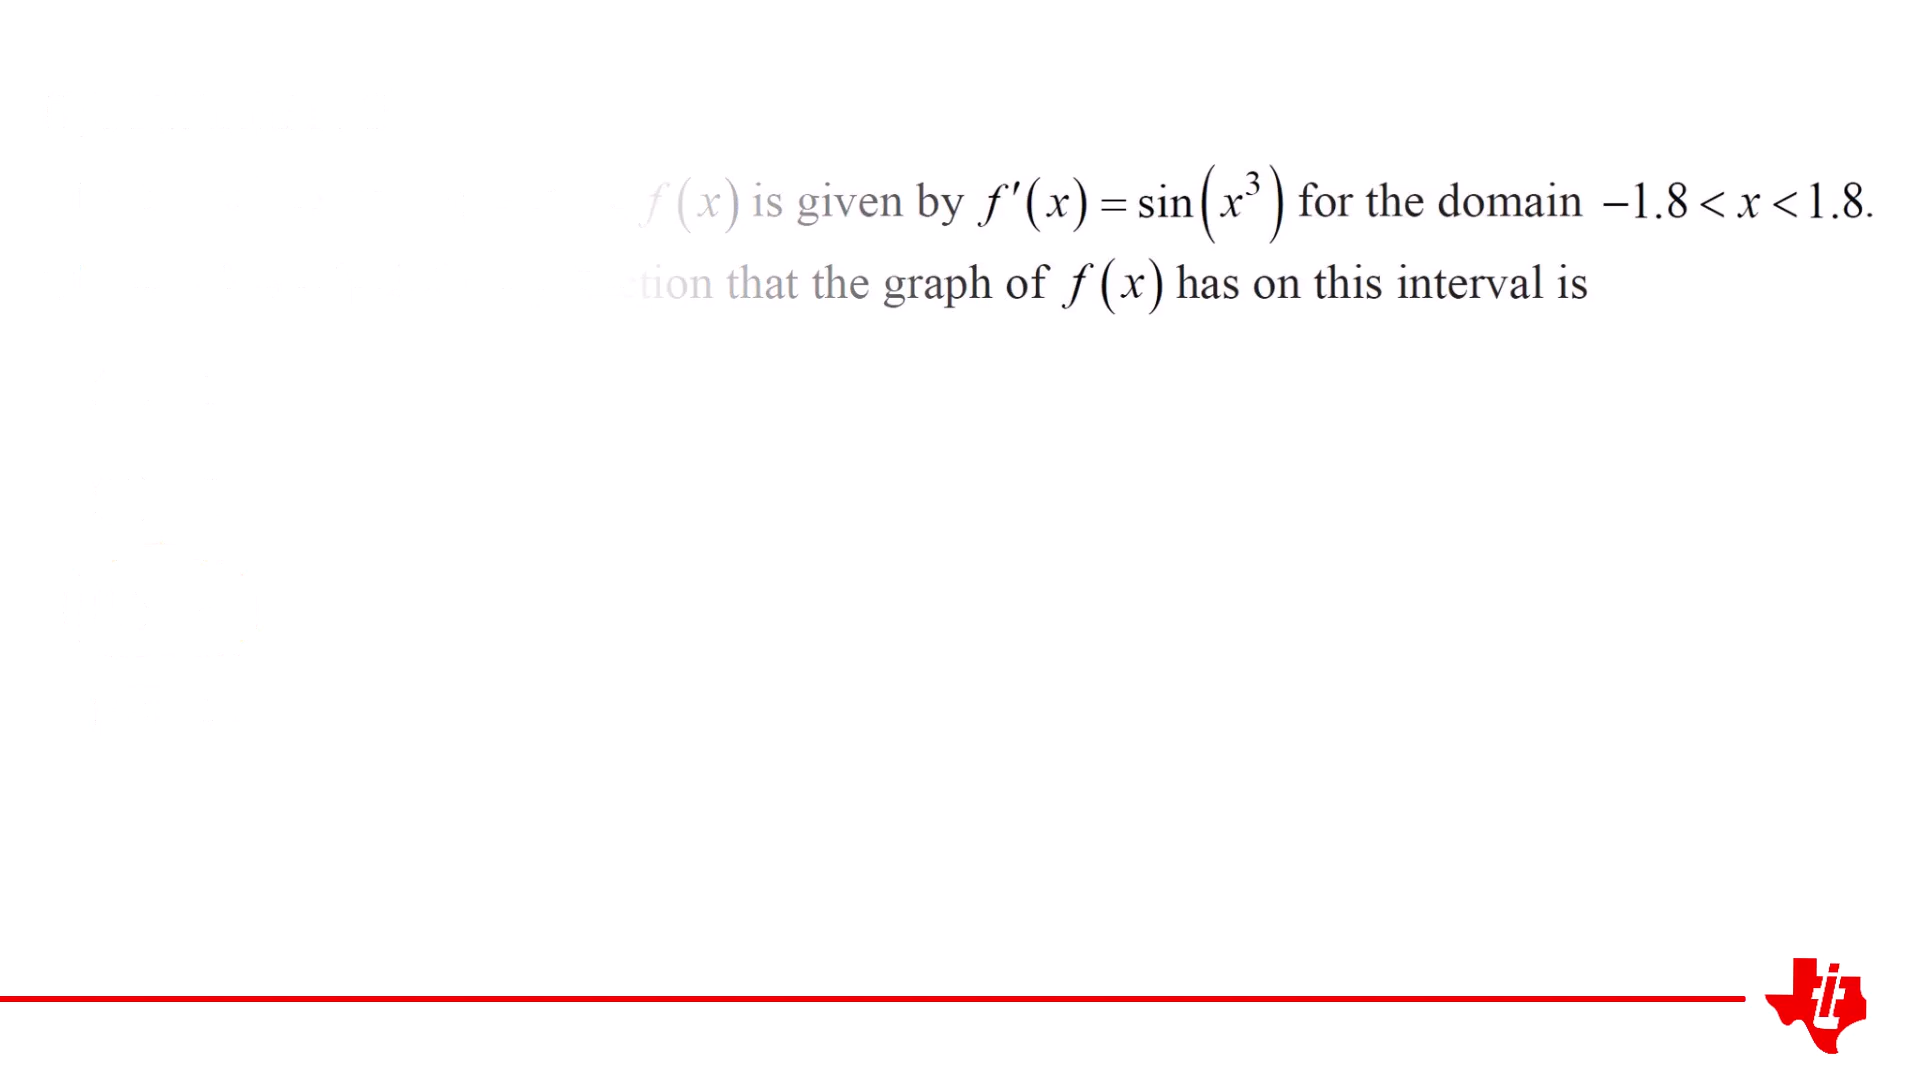 f(x) is given by f′(x) = sin(x³) for the domain −1.8 < x < 1.8.
that the graph of f(x) has on this interval is